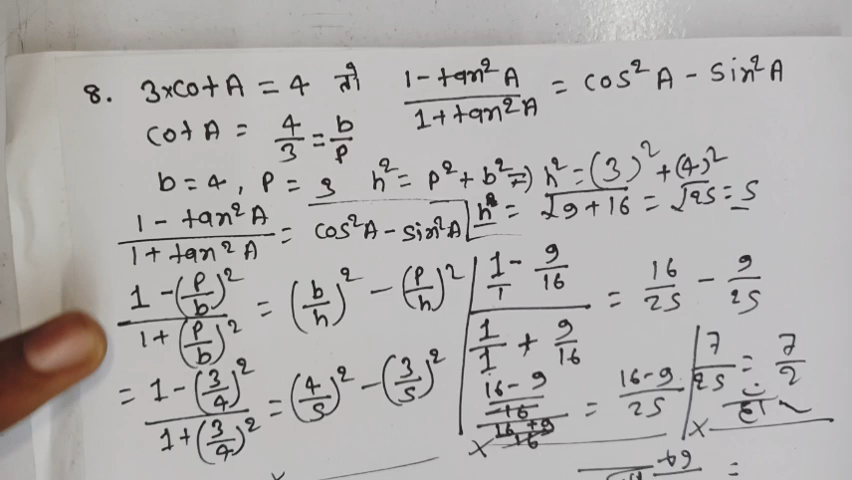 8. 3×cotA = 4 तो (1-tan²A)/(1+tan²A) = cos²A - sin²A
cotA = 4/3 = b/p
b = 4, p = 3 h² = p² + b² ⇒ h² = (3)² + (4)²
h = √9+16 = √25 = 5
(1 - tan²A)/(1 + tan²A) = cos²A - sin²A
(1 - (p/b)²)/(1 + (p/b)²) = (b/h)² - (p/h)²
= (1 - (3/4)²)/(1 + (3/4)²) = (4/5)² - (3/5)²
(1/1 - 9/16)/(1/1 + 9/16) = 16/25 - 9/25
((16-9)/16)/((16+9)/16) = (16-9)/25
7/25 = 7/2